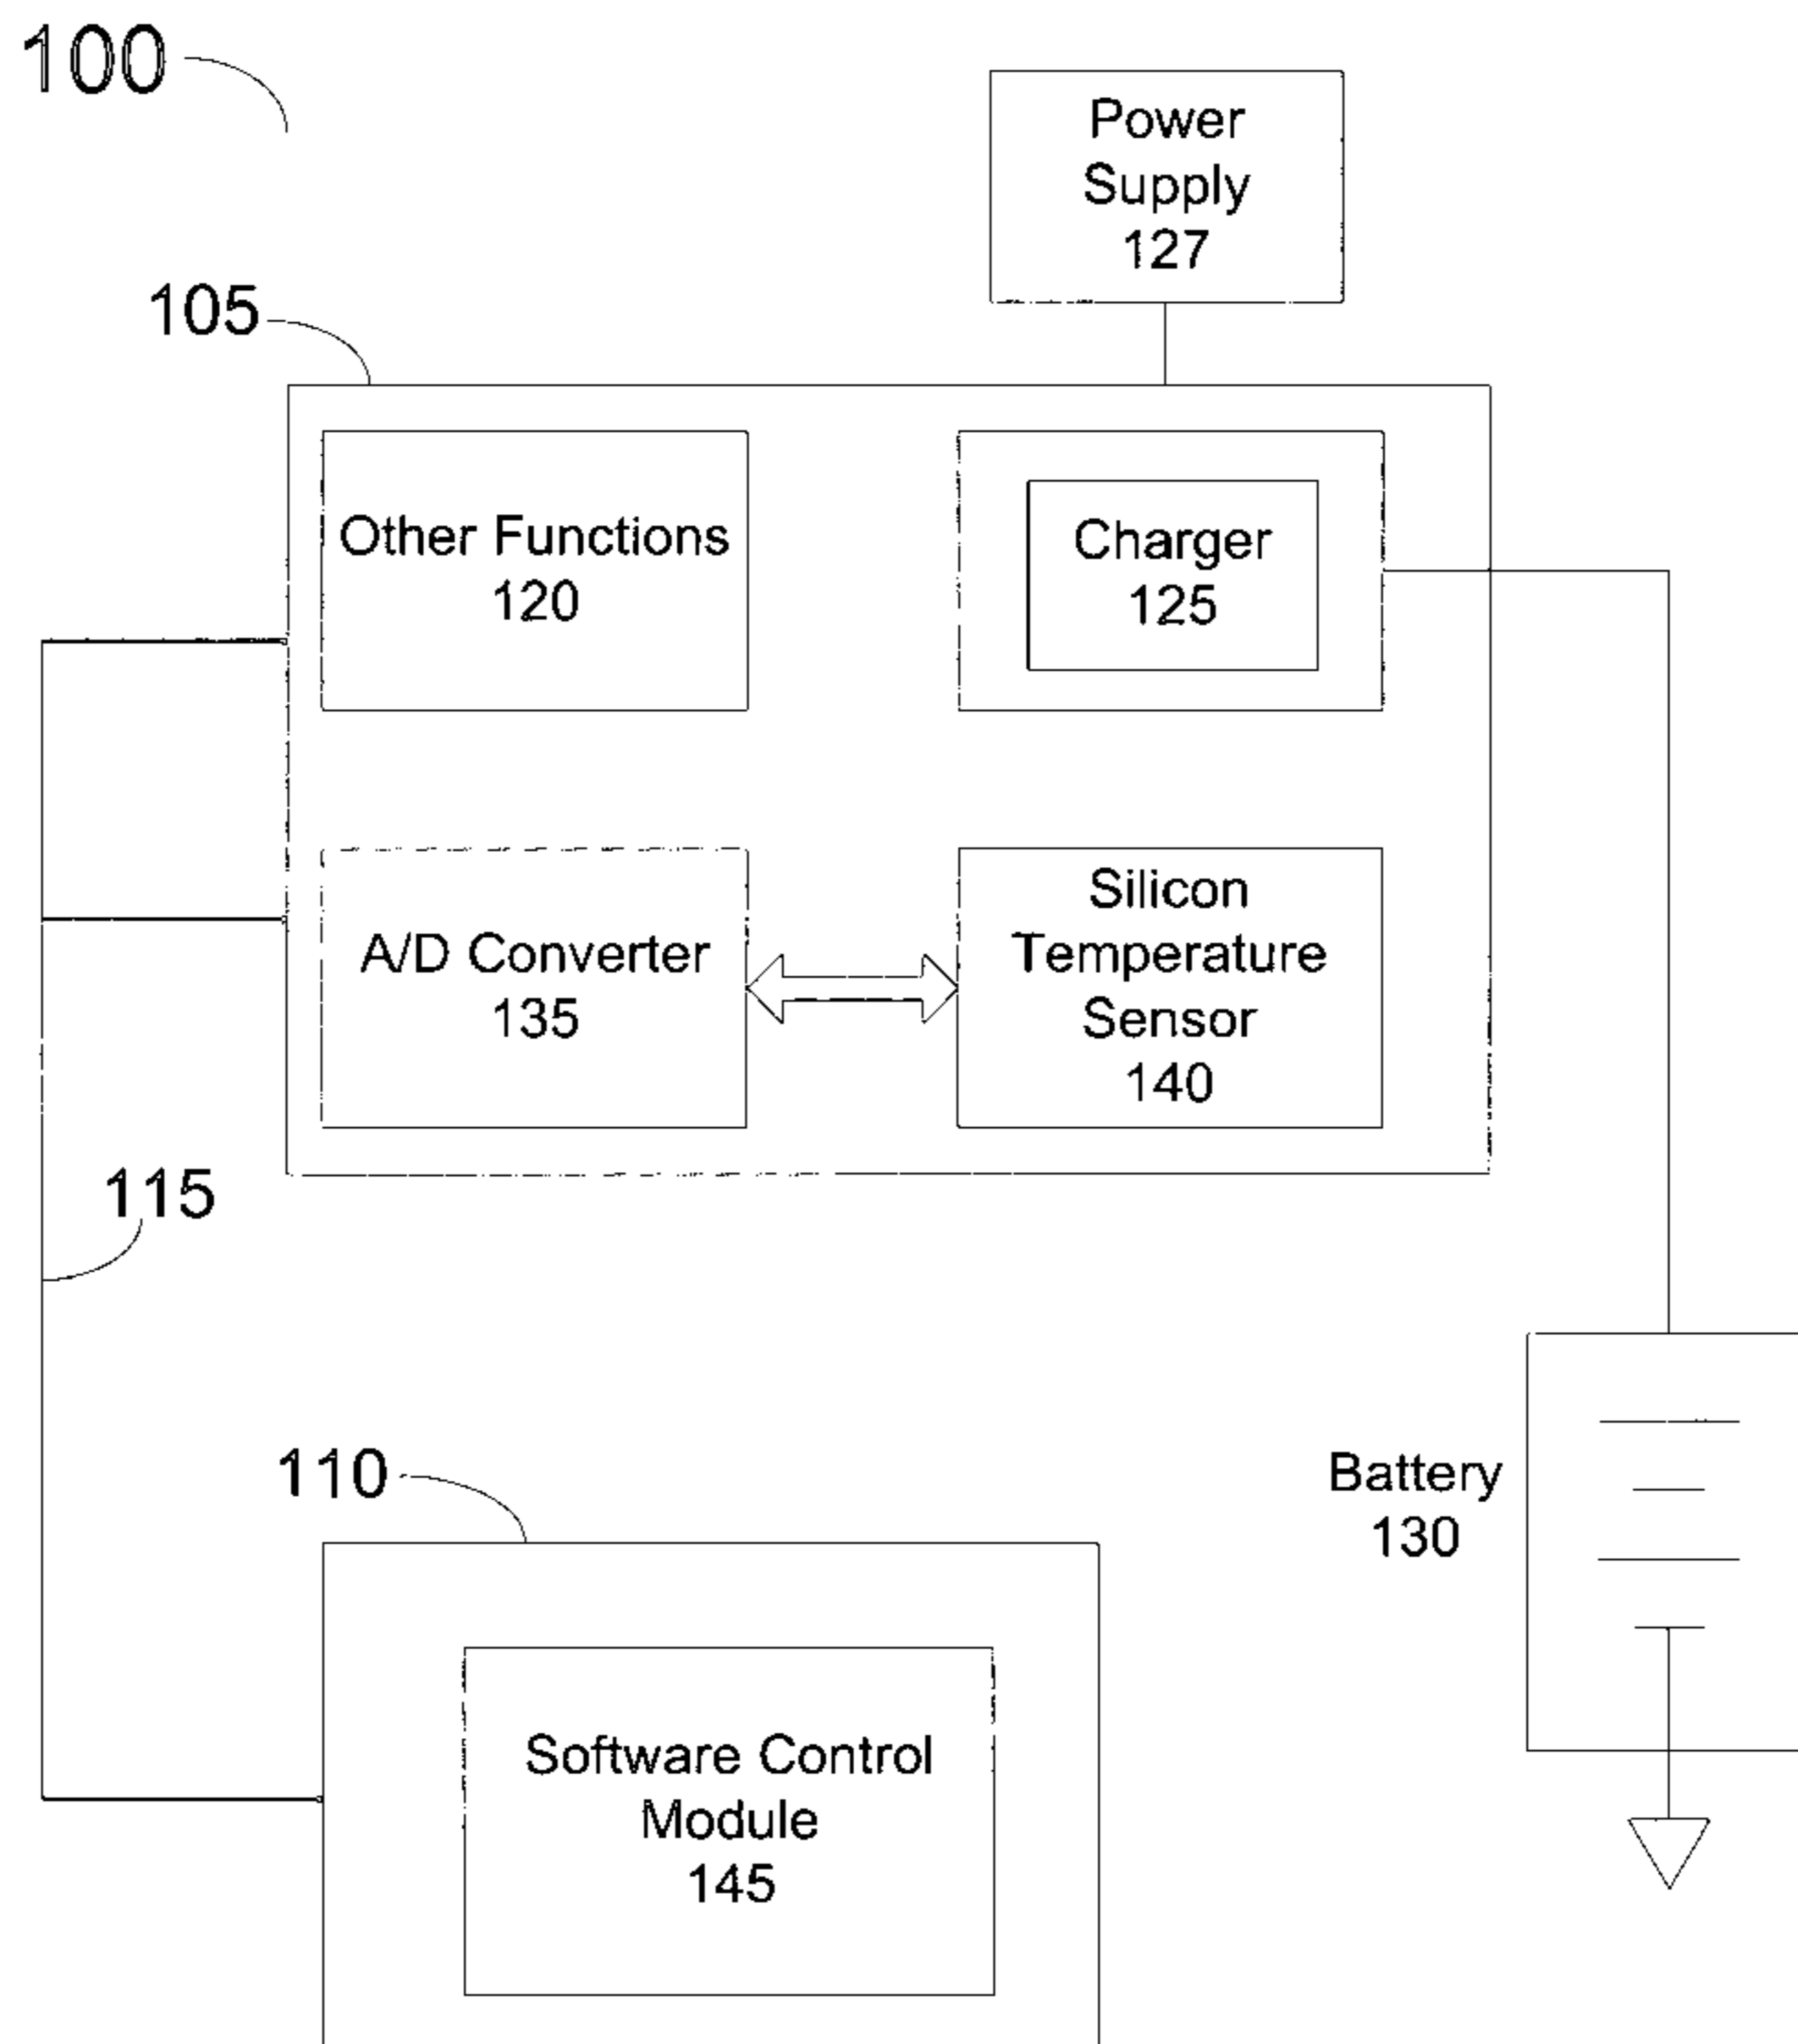 100
Power
Supply
127
105
Other Functions
120
Charger
125
A/D Converter
135
Silicon
Temperature
Sensor
140
115
110
Battery
130
Software Control
Module
145